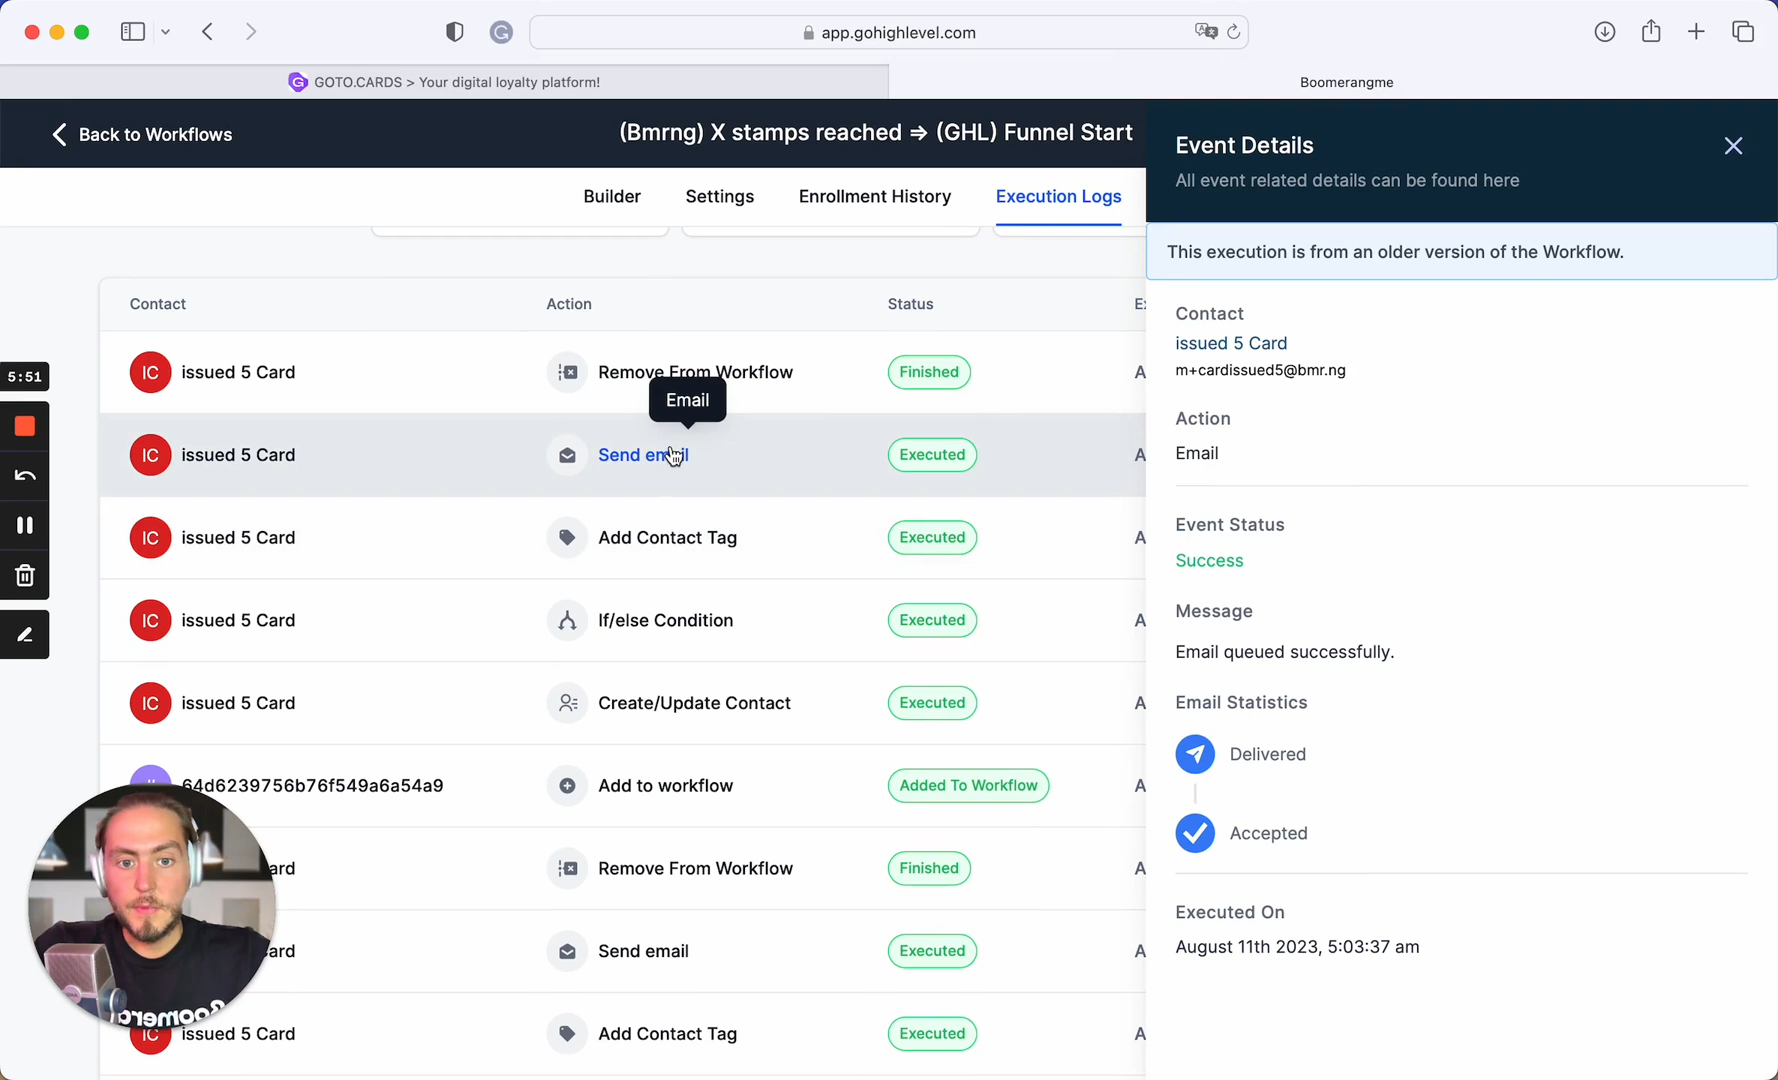 app.gohighlevel.com
GOTO.CARDS > Your digital loyalty platform!
Boomerangme
Back to Workflows
(Bmrng) X stamps reached ⇒ (GHL) Funnel Start
Event Details
All event related details can be found here
Builder
Settings
Enrollment History
Execution Logs
This execution is from an older version of the Workflow.
Contact
Action
Status
Contact
issued 5 Card
m+cardissued5@bmr.ng
Action
Email
Event Status
Success
Message
Email queued successfully.
Email Statistics
Delivered
Accepted
Executed On
August 11th 2023, 5:03:37 am
5:51
IC issued 5 Card
Remove From Workflow
Finished
A
Email
IC issued 5 Card
Send email
Executed
A
IC issued 5 Card
Add Contact Tag
Executed
A
IC issued 5 Card
If/else Condition
Executed
A
IC issued 5 Card
Create/Update Contact
Executed
A
64d6239756b76f549a6a54a9
Add to workflow
Added To Workflow
A
ard
Remove From Workflow
Finished
A
ard
Send email
Executed
A
IC issued 5 Card
Add Contact Tag
Executed
A